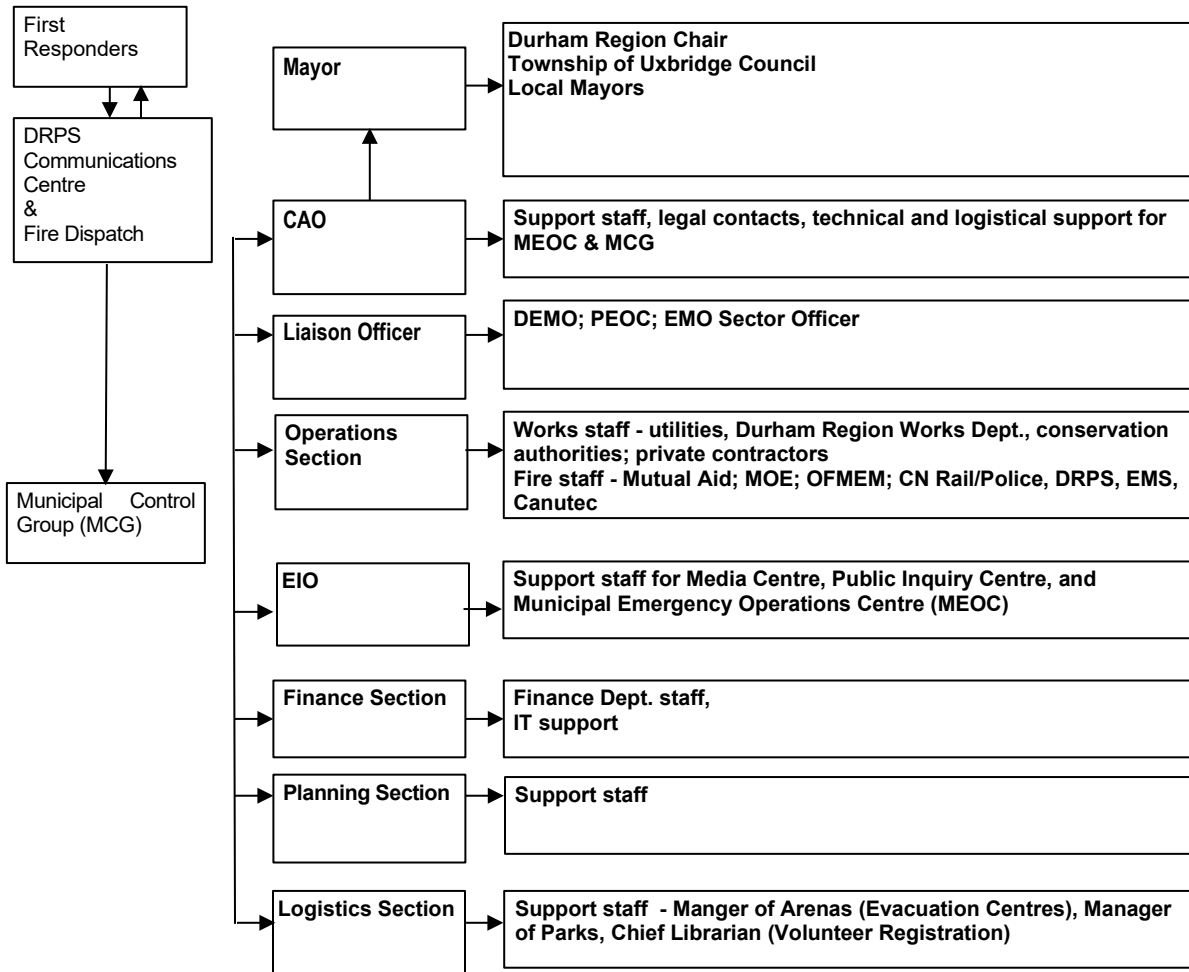 First
Responders
DRPS
Communications
Centre
&
Fire Dispatch
Municipal Control
Group (MCG)
Mayor
Durham Region Chair
Township of Uxbridge Council
Local Mayors
CAO
Support staff, legal contacts, technical and logistical support for
MEOC & MCG
Liaison Officer
DEMO; PEOC; EMO Sector Officer
Operations
Section
Works staff - utilities, Durham Region Works Dept., conservation
authorities; private contractors
Fire staff - Mutual Aid; MOE; OFMEM; CN Rail/Police, DRPS, EMS,
Canutec
EIO
Support staff for Media Centre, Public Inquiry Centre, and
Municipal Emergency Operations Centre (MEOC)
Finance Section
Finance Dept. staff,
IT support
Planning Section
Support staff
Logistics Section
Support staff - Manger of Arenas (Evacuation Centres), Manager
of Parks, Chief Librarian (Volunteer Registration)